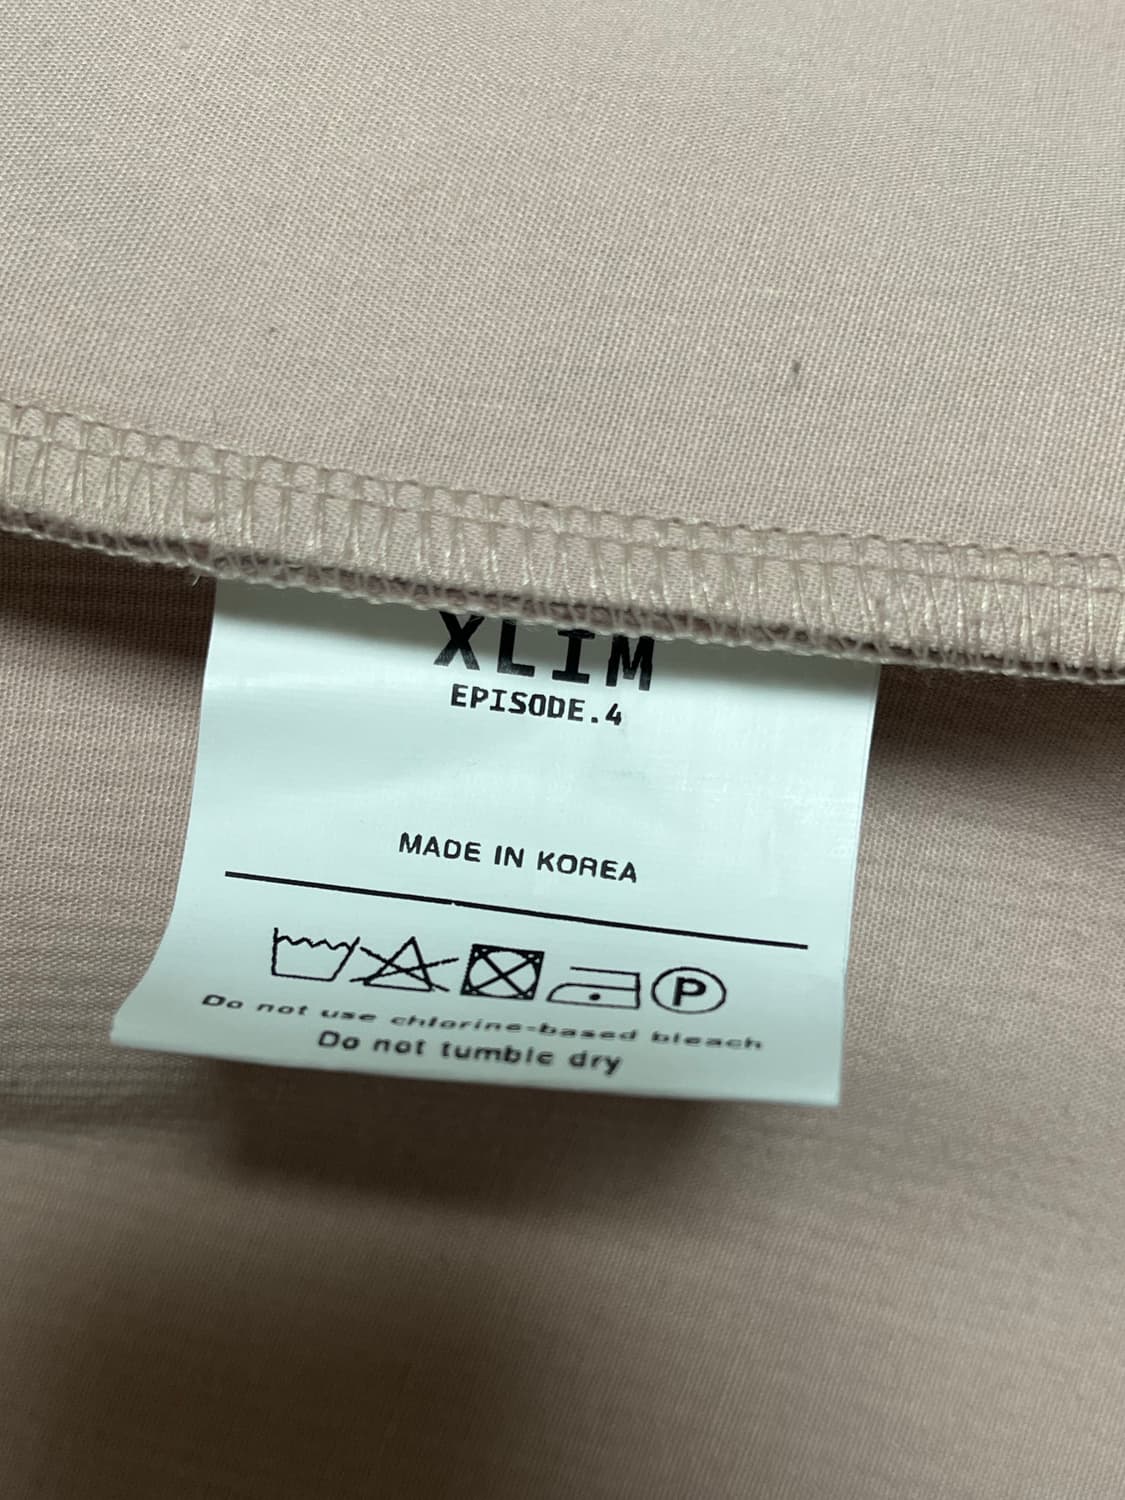 XLIM
EPISODE.4
MADE IN KOREA
P
Do not use chlorine-based bleach
Do not tumble dry